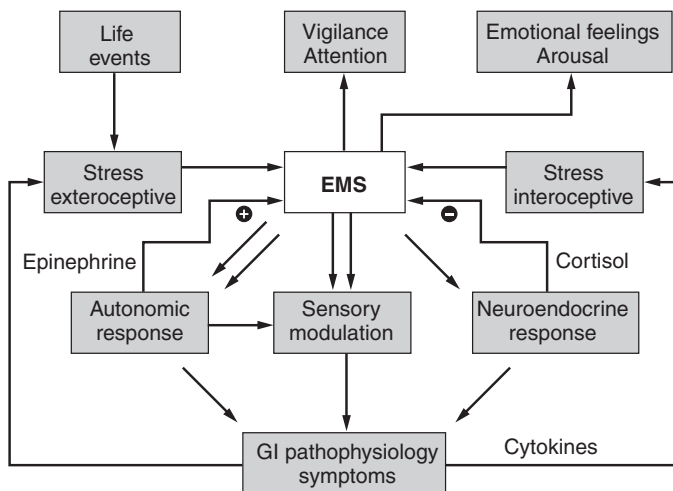 Life
events
Vigilance
Attention
Emotional feelings
Arousal
Stress
exteroceptive
EMS
Stress
interoceptive
+
−
Epinephrine
Cortisol
Autonomic
response
Sensory
modulation
Neuroendocrine
response
GI pathophysiology
symptoms
Cytokines